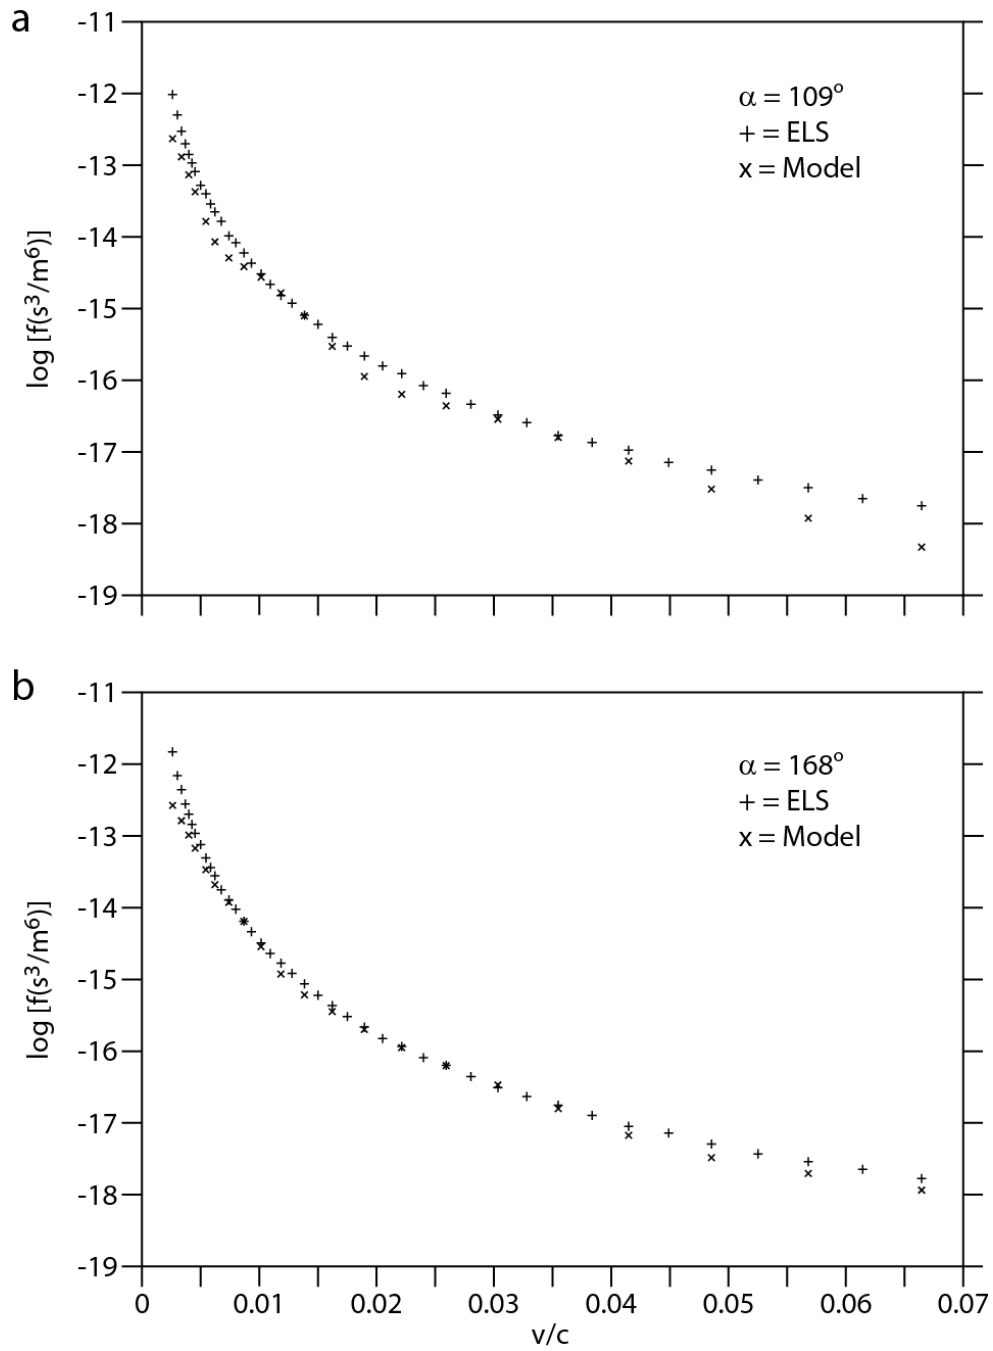 a
-11
-12
-13
-14
-15
-16
-17
-18
-19
log [f(s³/m⁶)]
α = 109°
+ = ELS
x = Model
b
-11
-12
-13
-14
-15
-16
-17
-18
-19
log [f(s³/m⁶)]
α = 168°
+ = ELS
x = Model
0 0.01 0.02 0.03 0.04 0.05 0.06 0.07
v/c